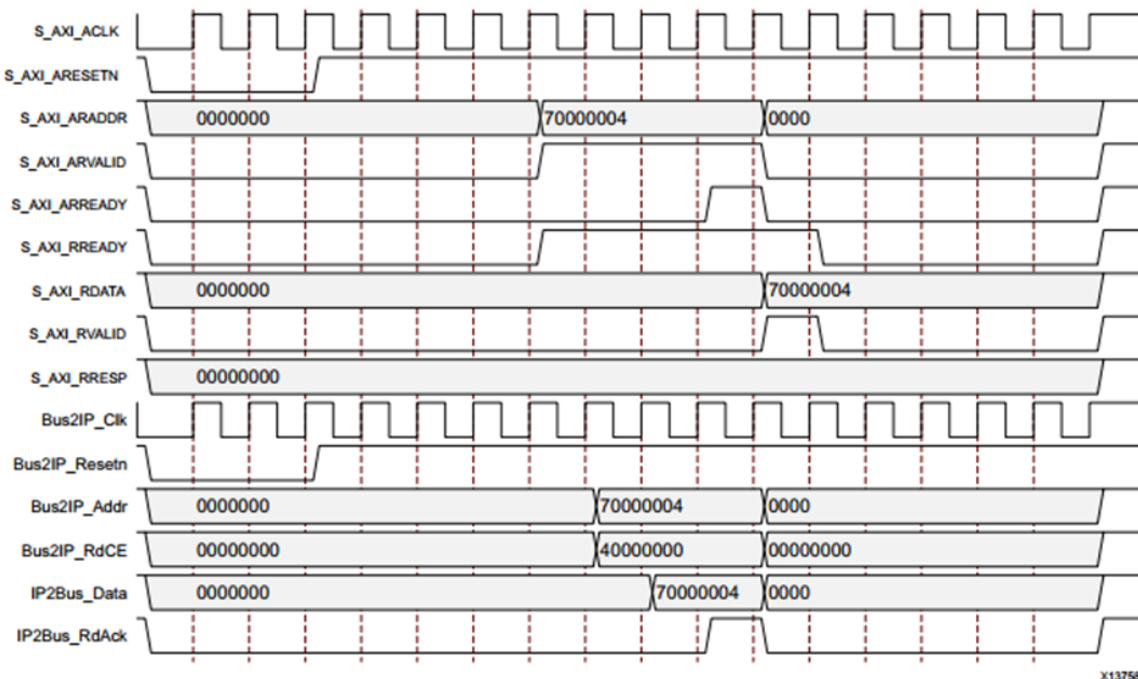 S_AXI_ACLK
S_AXI_ARESETN
S_AXI_ARADDR 0000000 70000004 0000
S_AXI_ARVALID
S_AXI_ARREADY
S_AXI_RREADY
S_AXI_RDATA 0000000 70000004
S_AXI_RVALID
S_AXI_RRESP 00000000
Bus2IP_Clk
Bus2IP_Resetn
Bus2IP_Addr 0000000 70000004 0000
Bus2IP_RdCE 00000000 40000000 00000000
IP2Bus_Data 0000000 70000004 0000
IP2Bus_RdAck
X13758